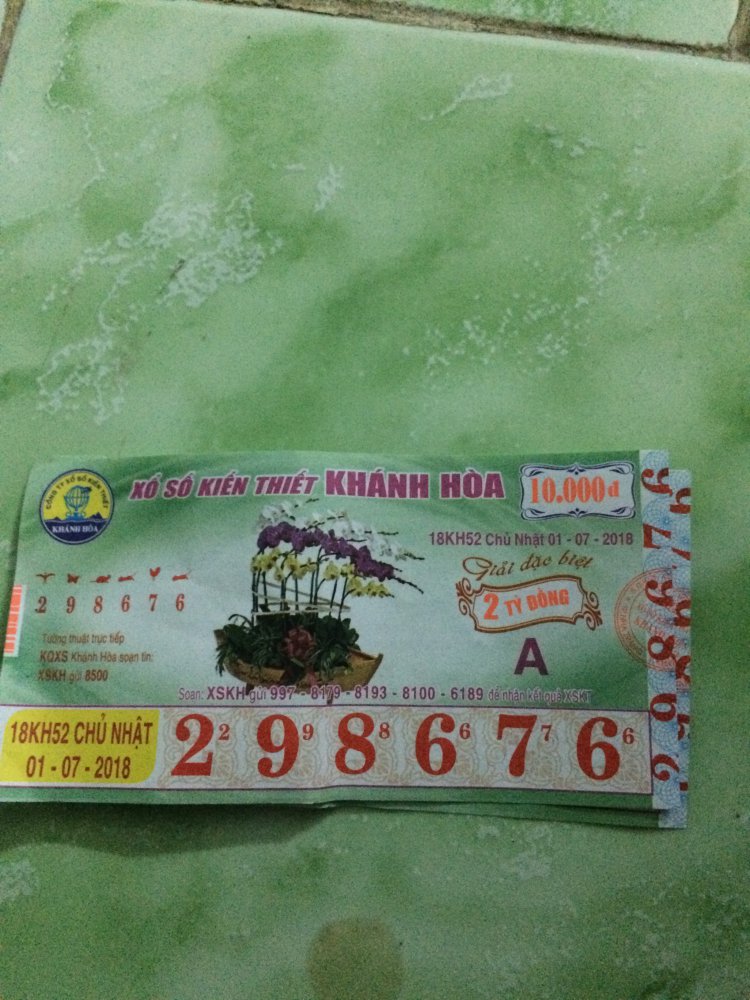 CÔNG TY XỔ SỐ KIẾN THIẾT
KHÁNH HÒA
XỔ SỐ KIẾN THIẾT KHÁNH HÒA
10.000đ
18KH52 Chủ Nhật 01 - 07 - 2018
Giải đặc biệt
2 TỶ ĐỒNG
A
2 9 8 6 7 6
Tường thuật trực tiếp
KQXS Khánh Hòa soạn tin:
XSKH gửi 8500
Soạn: XSKH gửi 997 - 8179 - 8193 - 8100 - 6189 để nhận kết quả XSKT
18KH52 CHỦ NHẬT
01 - 07 - 2018
2 2 9 9 8 8 6 6 7 7 6 6
298676